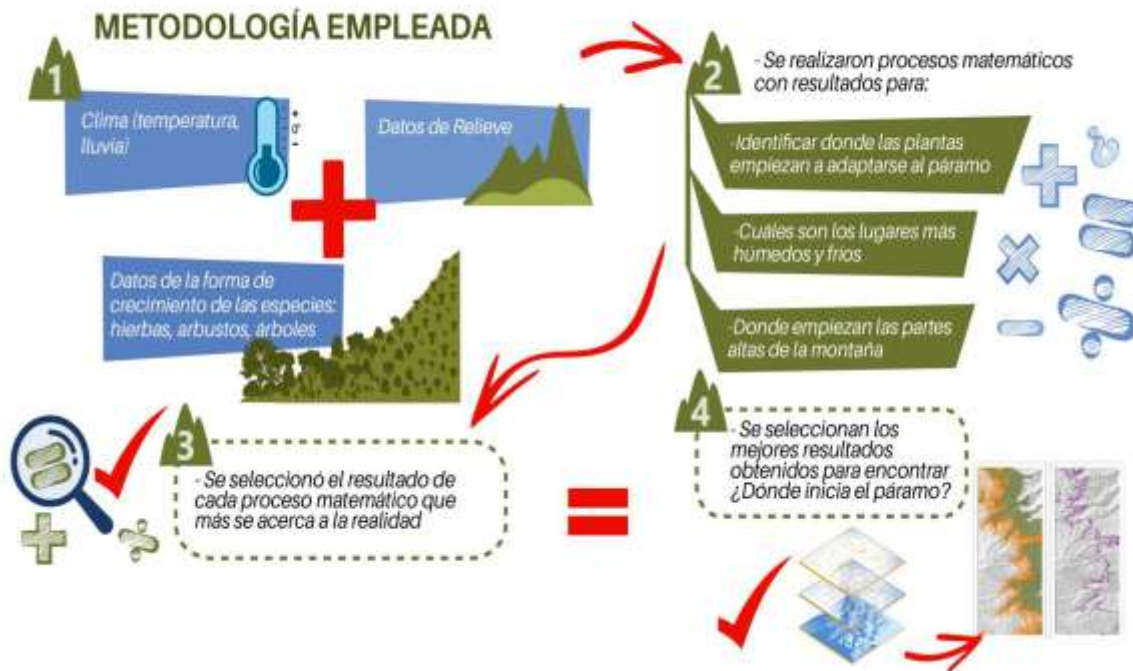 METODOLOGÍA EMPLEADA
1
Clima (temperatura,
lluvia)
Datos de Relieve
Datos de la forma de
crecimiento de las especies:
hierbas, arbustos, árboles
2
- Se realizaron procesos matemáticos
con resultados para:
-Identificar donde las plantas
empiezan a adaptarse al páramo
-Cuáles son los lugares más
húmedos y fríos
-Donde empiezan las partes
altas de la montaña
3
- Se seleccionó el resultado de
cada proceso matemático que
más se acerca a la realidad
4
- Se seleccionan los
mejores resultados
obtenidos para encontrar
¿Dónde inicia el páramo?